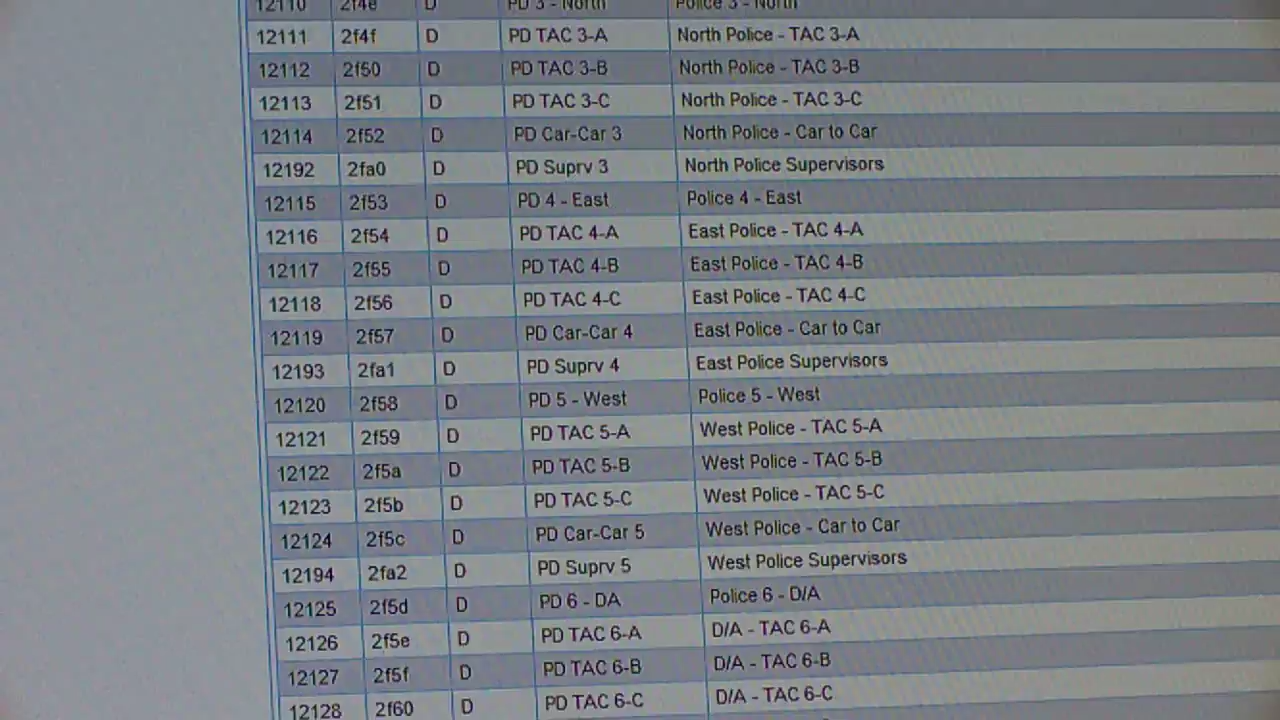 12110 2f4e D PD 3 - North Police 3 - North
12111 2f4f D PD TAC 3-A North Police - TAC 3-A
12112 2f50 D PD TAC 3-B North Police - TAC 3-B
12113 2f51 D PD TAC 3-C North Police - TAC 3-C
12114 2f52 D PD Car-Car 3 North Police - Car to Car
12192 2fa0 D PD Suprv 3 North Police Supervisors
12115 2f53 D PD 4 - East Police 4 - East
12116 2f54 D PD TAC 4-A East Police - TAC 4-A
12117 2f55 D PD TAC 4-B East Police - TAC 4-B
12118 2f56 D PD TAC 4-C East Police - TAC 4-C
12119 2f57 D PD Car-Car 4 East Police - Car to Car
12193 2fa1 D PD Suprv 4 East Police Supervisors
12120 2f58 D PD 5 - West Police 5 - West
12121 2f59 D PD TAC 5-A West Police - TAC 5-A
12122 2f5a D PD TAC 5-B West Police - TAC 5-B
12123 2f5b D PD TAC 5-C West Police - TAC 5-C
12124 2f5c D PD Car-Car 5 West Police - Car to Car
12194 2fa2 D PD Suprv 5 West Police Supervisors
12125 2f5d D PD 6 - DA Police 6 - D/A
12126 2f5e D PD TAC 6-A D/A - TAC 6-A
12127 2f5f D PD TAC 6-B D/A - TAC 6-B
12128 2f60 D PD TAC 6-C D/A - TAC 6-C